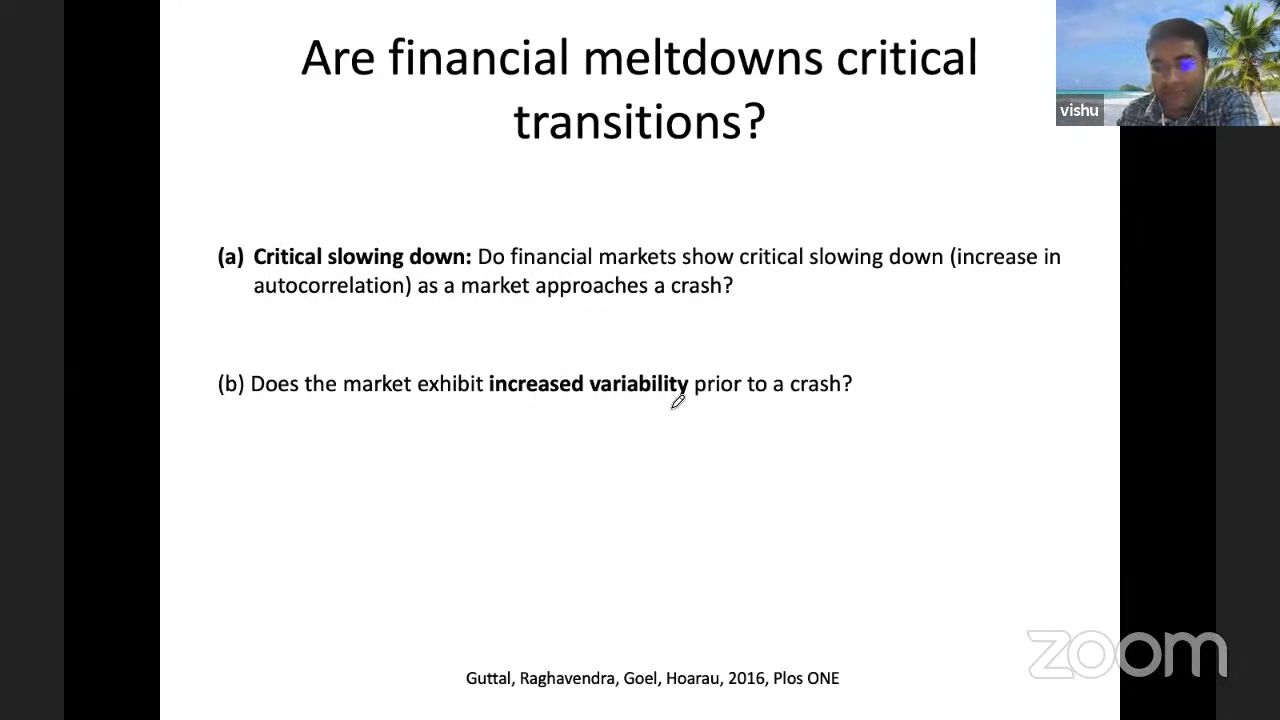 Are financial meltdowns critical
transitions?
vishu
(a) Critical slowing down: Do financial markets show critical slowing down (increase in
autocorrelation) as a market approaches a crash?
(b) Does the market exhibit increased variability prior to a crash?
Guttal, Raghavendra, Goel, Hoarau, 2016, Plos ONE
zoom